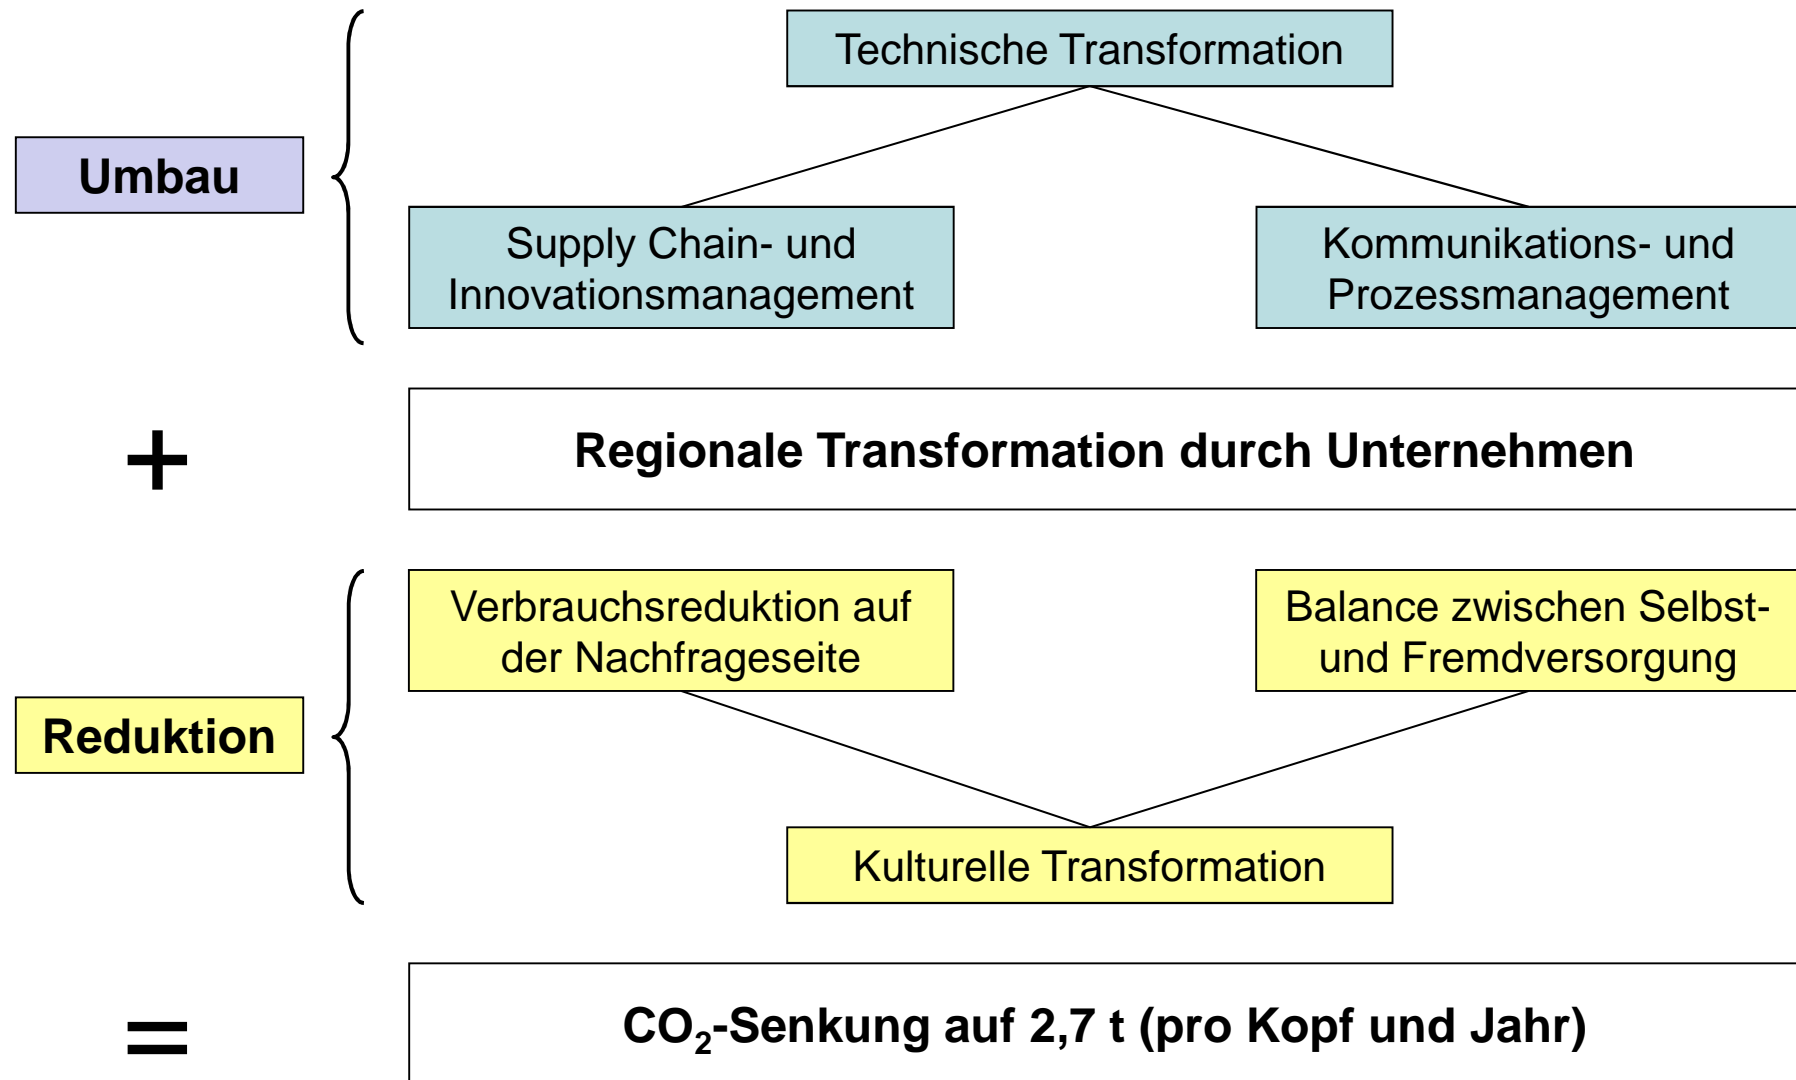 Technische Transformation
Umbau
Supply Chain- und
Innovationsmanagement
Kommunikations- und
Prozessmanagement
+
Regionale Transformation durch Unternehmen
Verbrauchsreduktion auf
der Nachfrageseite
Balance zwischen Selbst-
und Fremdversorgung
Reduktion
Kulturelle Transformation
=
CO₂-Senkung auf 2,7 t (pro Kopf und Jahr)